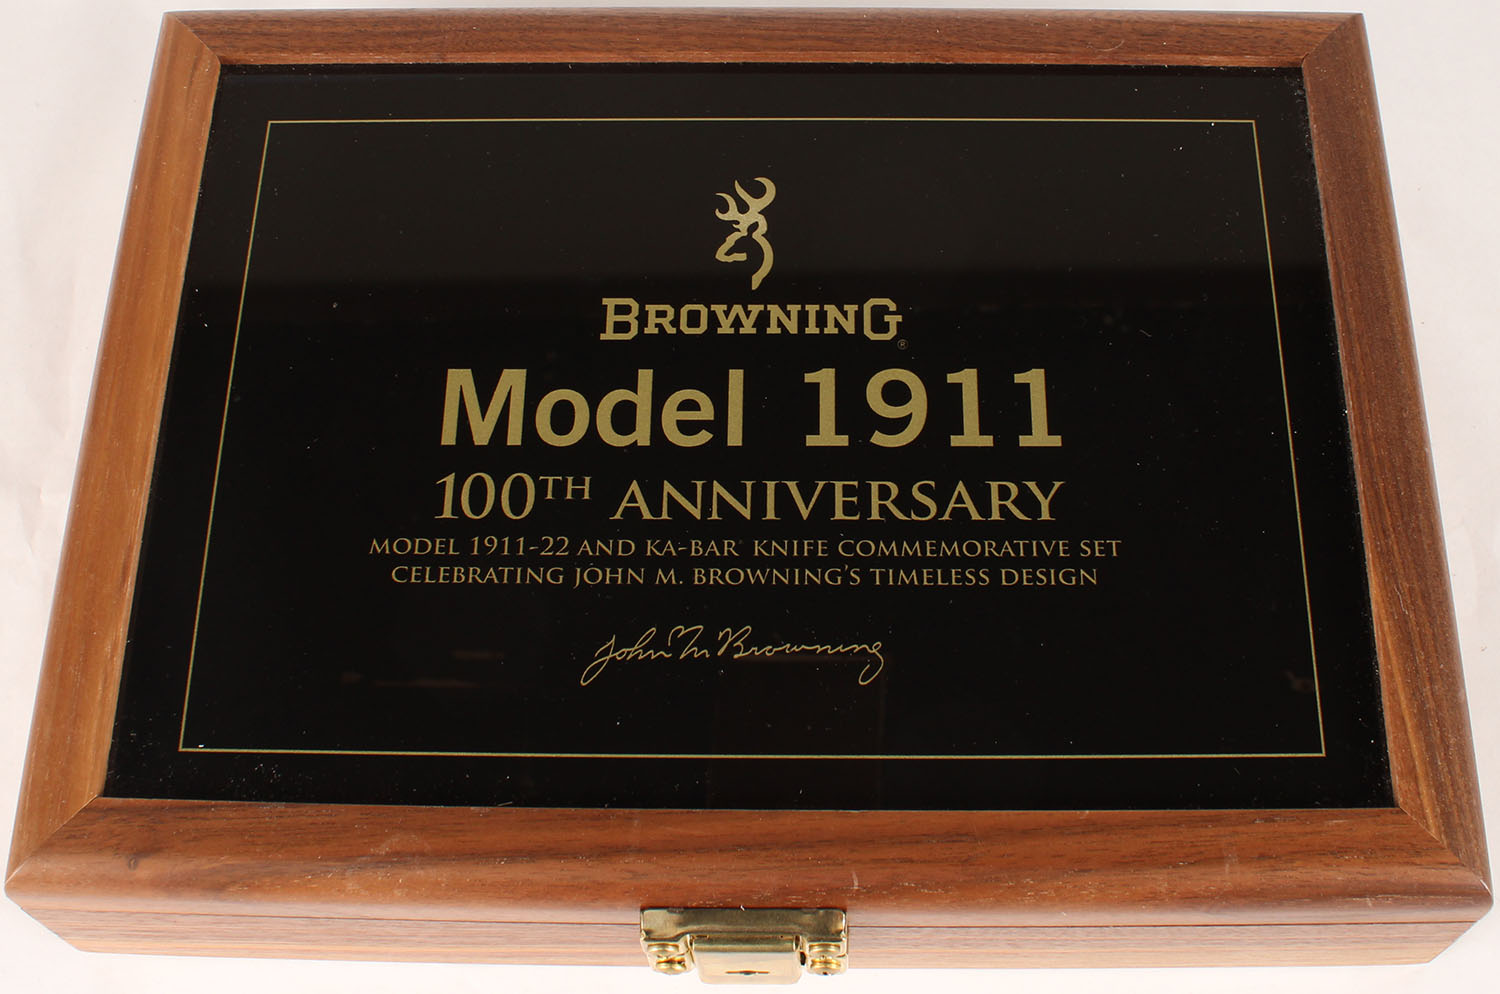 BROWNING®
Model 1911
100TH ANNIVERSARY
MODEL 1911-22 AND KA-BAR® KNIFE COMMEMORATIVE SET
CELEBRATING JOHN M. BROWNING'S TIMELESS DESIGN
John M Browning